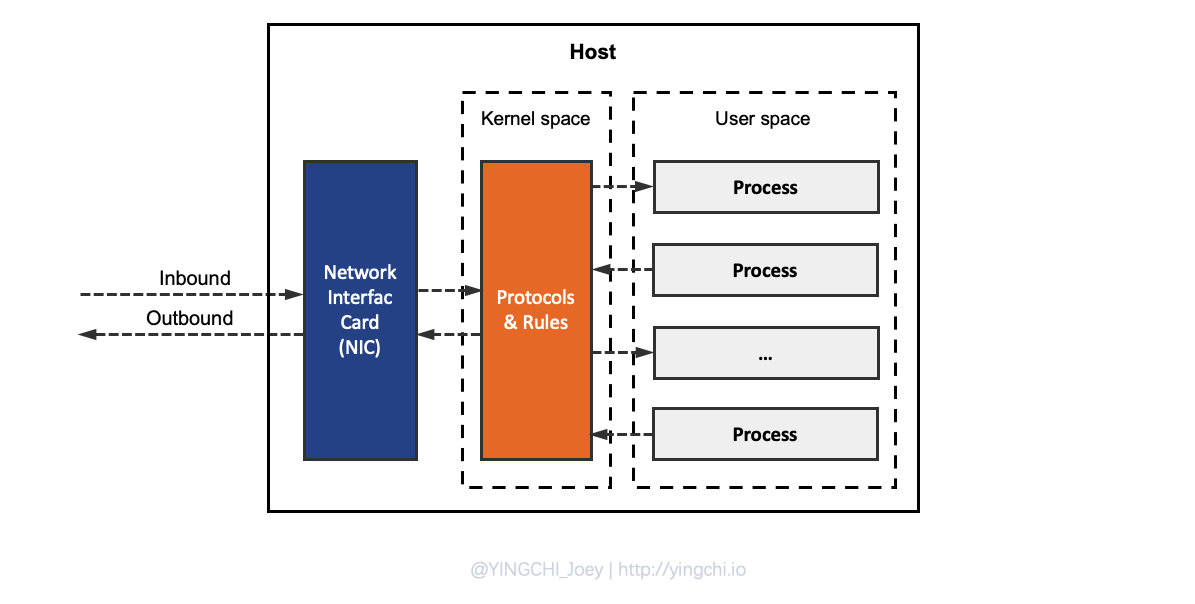 Host
Kernel space
User space
Inbound
Outbound
Network
Interfac
Card
(NIC)
Protocols
& Rules
Process
Process
...
Process
@YINGCHI_Joey | http://yingchi.io